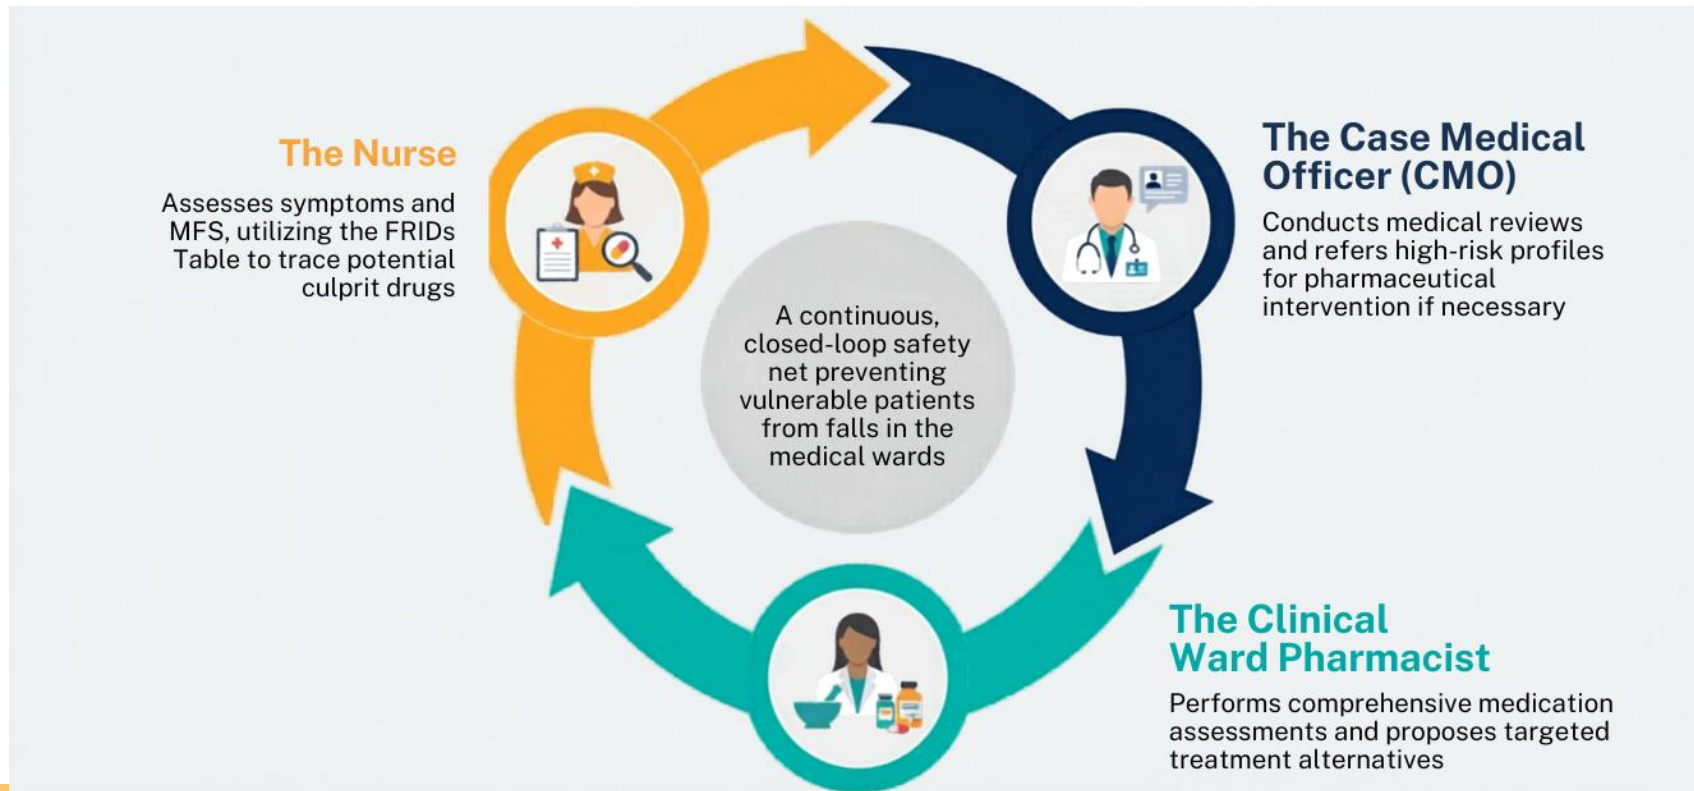 The Nurse
Assesses symptoms and
MFS, utilizing the FRIDs
Table to trace potential
culprit drugs
The Case Medical
Officer (CMO)
Conducts medical reviews
and refers high-risk profiles
for pharmaceutical
intervention if necessary
A continuous,
closed-loop safety
net preventing
vulnerable patients
from falls in the
medical wards
The Clinical
Ward Pharmacist
Performs comprehensive medication
assessments and proposes targeted
treatment alternatives